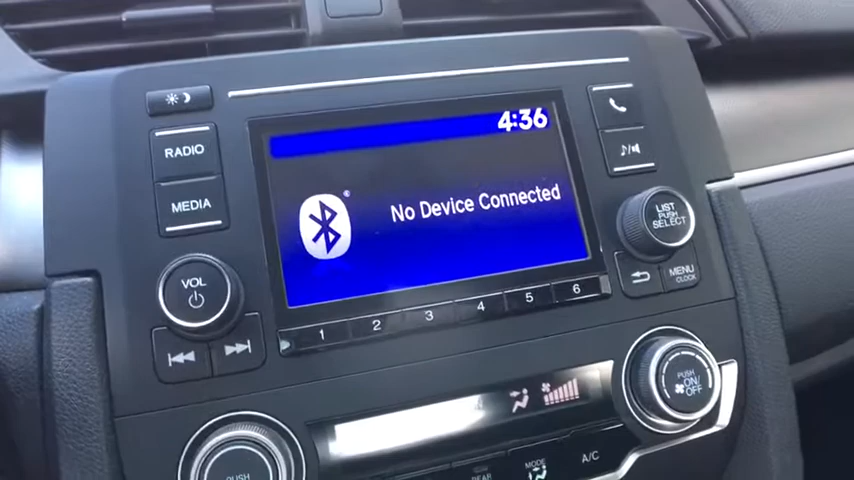 4:36
RADIO
MEDIA
No Device Connected
LIST
PUSH
SELECT
VOL
MENU
CLOCK
1 2 3 4 5 6
PUSH
ON/
OFF
PUSH
REAR
MODE
A/C